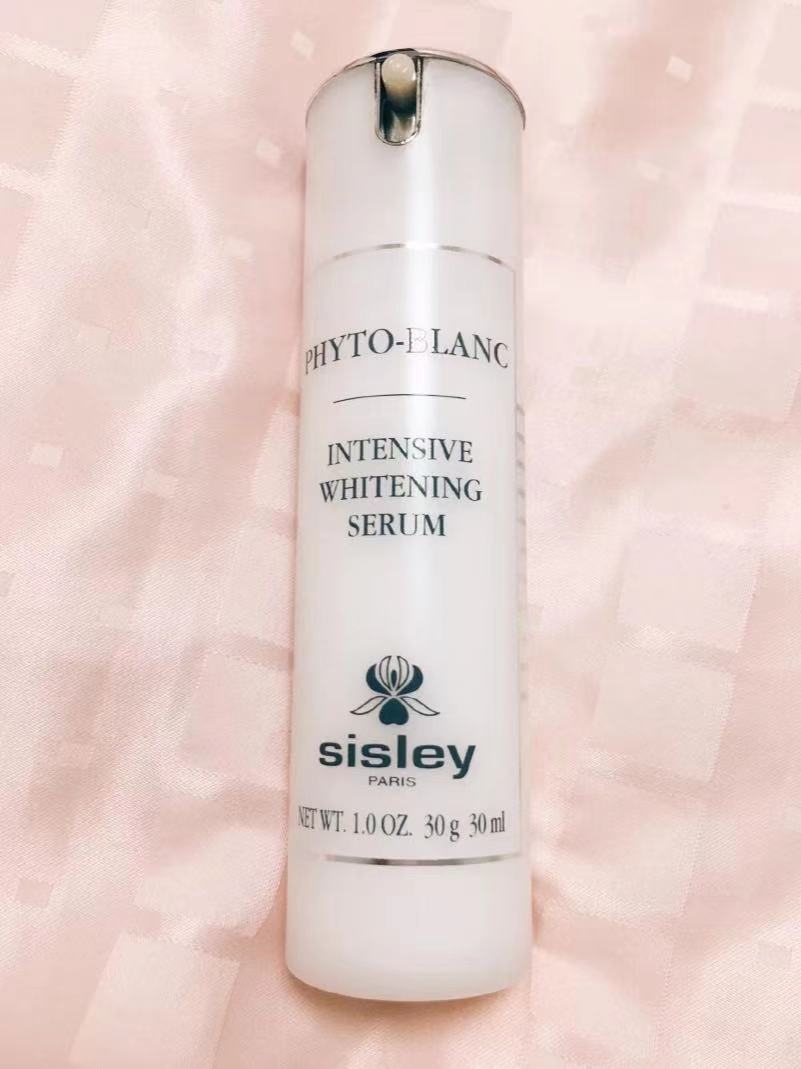 PHYTO-BLANC
INTENSIVE
WHITENING
SERUM
sisley
PARIS
NET WT. 1.0 OZ. 30 g 30 ml